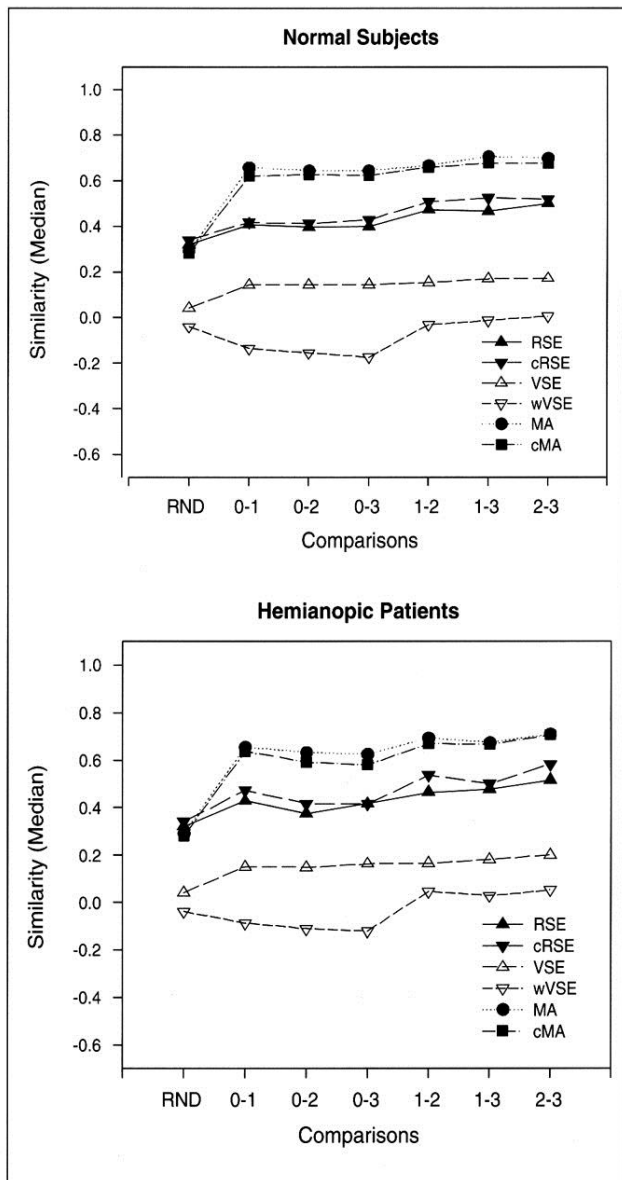 Normal Subjects
1.0
0.8
0.6
0.4
0.2
0.0
-0.2
-0.4
-0.6
Similarity (Median)
RSE
cRSE
VSE
wVSE
MA
cMA
RND 0-1 0-2 0-3 1-2 1-3 2-3
Comparisons
Hemianopic Patients
1.0
0.8
0.6
0.4
0.2
0.0
-0.2
-0.4
-0.6
Similarity (Median)
RSE
cRSE
VSE
wVSE
MA
cMA
RND 0-1 0-2 0-3 1-2 1-3 2-3
Comparisons